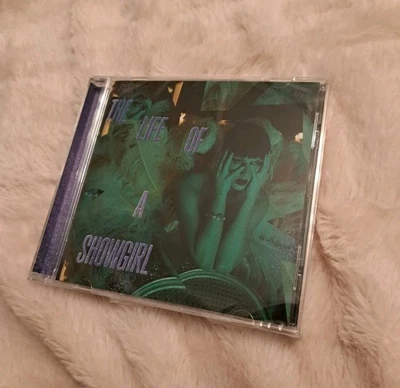 THE LIFE OF
A
SHOWGIRL